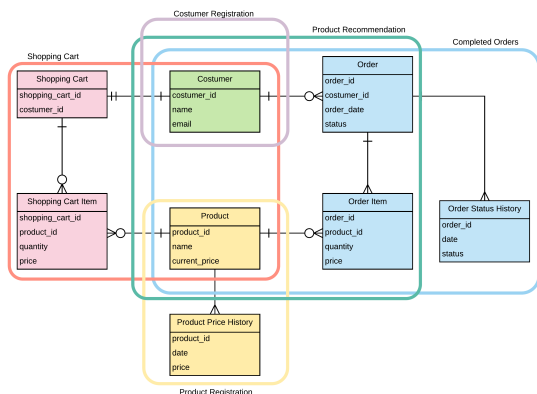 Costumer Registration
Product Recommendation
Completed Orders
Shopping Cart
Shopping Cart
shopping_cart_id
costumer_id
Costumer
costumer_id
name
email
Order
order_id
costumer_id
order_date
status
Shopping Cart Item
shopping_cart_id
product_id
quantity
price
Product
product_id
name
current_price
Order Item
order_id
product_id
quantity
price
Order Status History
order_id
date
status
Product Price History
product_id
date
price
Product Registration